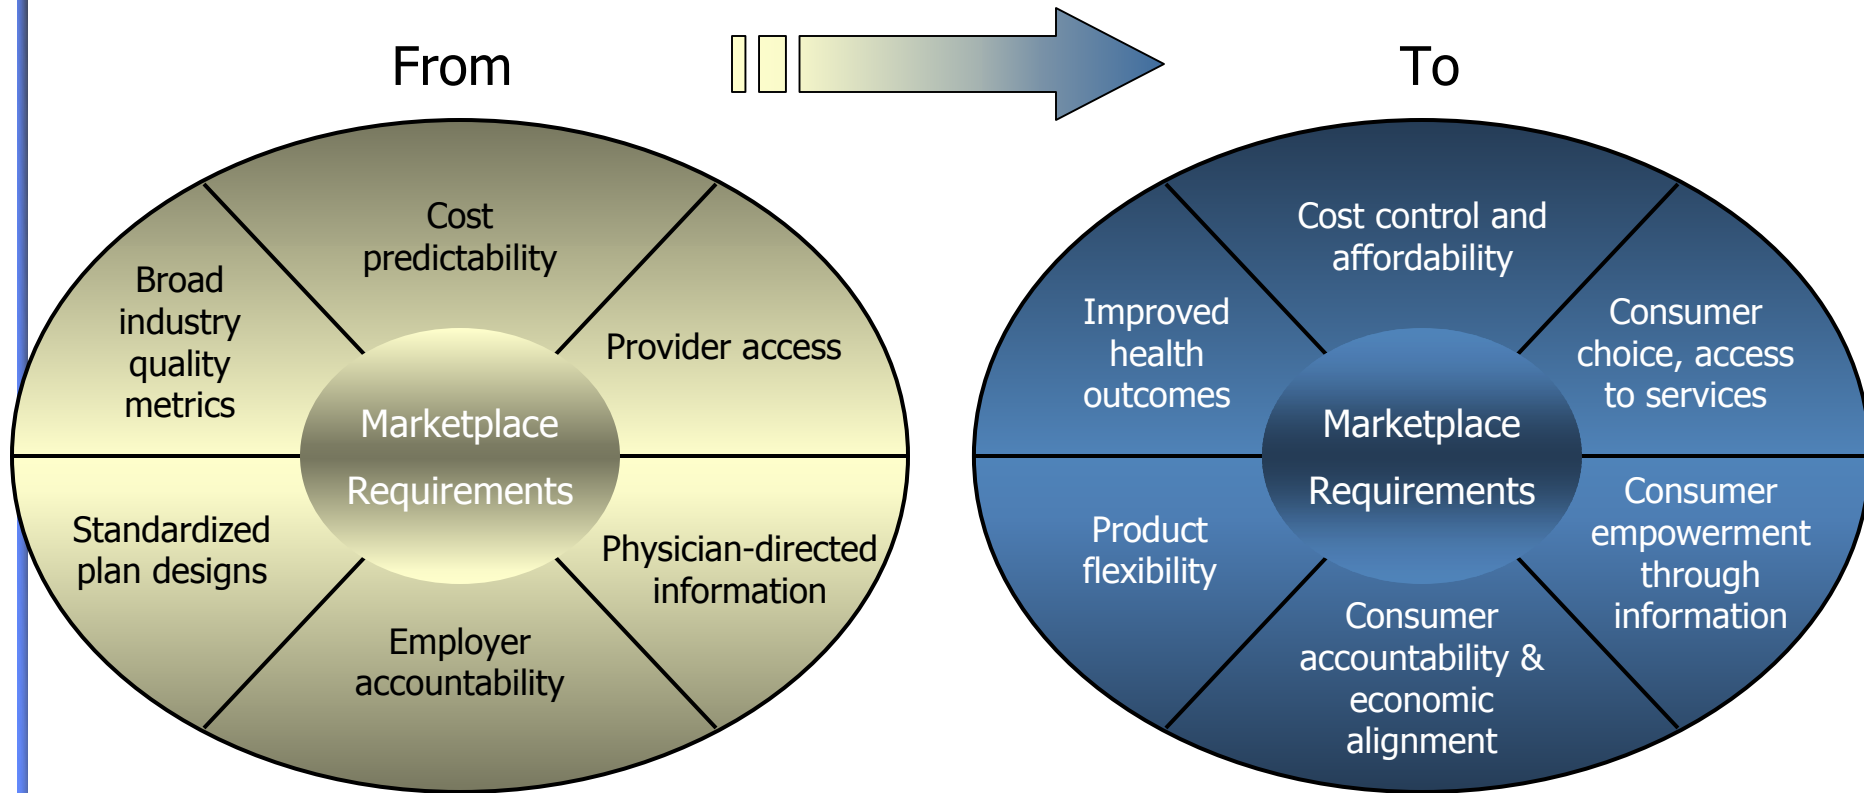 From
To
Cost
predictability
Broad
industry
quality
metrics
Provider access
Marketplace
Requirements
Standardized
plan designs
Physician-directed
information
Employer
accountability
Cost control and
affordability
Improved
health
outcomes
Consumer
choice, access
to services
Marketplace
Requirements
Product
flexibility
Consumer
empowerment
through
information
Consumer
accountability &
economic
alignment